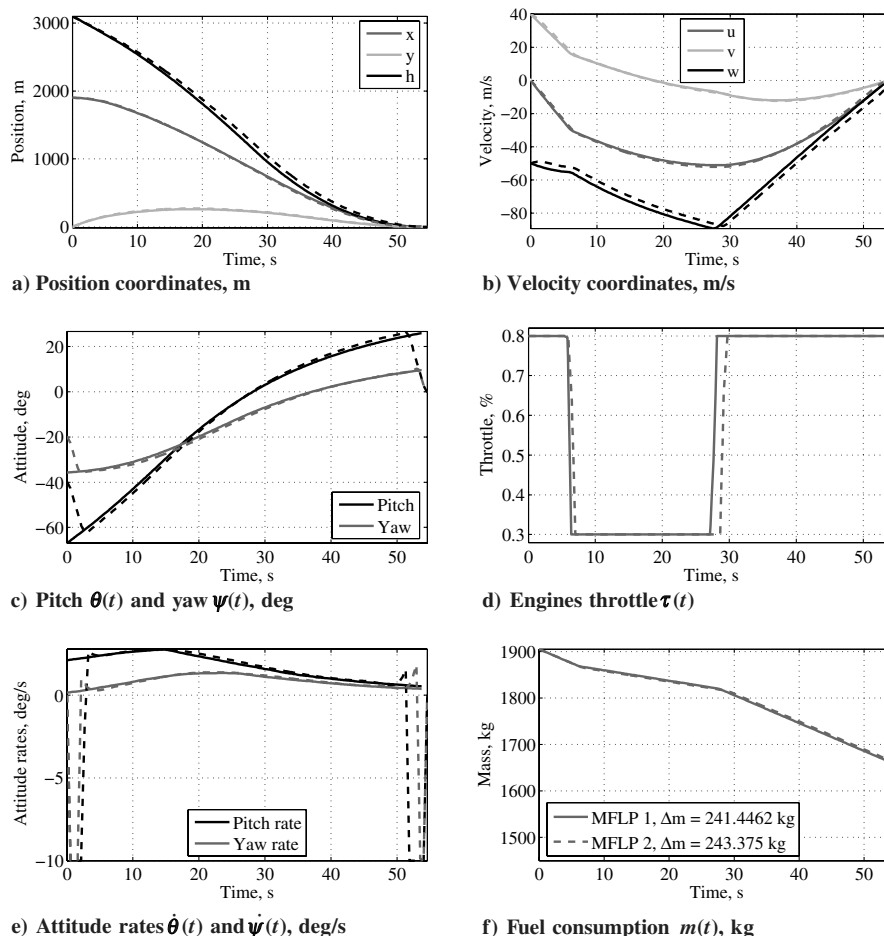 3000
2000
1000
0
Position, m
x
y
h
0
10
20
30
40
50
Time, s
a) Position coordinates, m
40
20
0
−20
−40
−60
−80
Velocity, m/s
u
v
w
0
10
20
30
40
50
Time, s
b) Velocity coordinates, m/s
20
0
−20
−40
−60
Attitude, deg
Pitch
Yaw
0
10
20
30
40
50
Time, s
c) Pitch θ(t) and yaw ψ(t), deg
0.8
0.7
0.6
0.5
0.4
0.3
Throttle, %
0
10
20
30
40
50
Time, s
d) Engines throttle τ(t)
0
−5
−10
Attitude rates, deg/s
Pitch rate
Yaw rate
0
10
20
30
40
50
Time, s
e) Attitude rates θ̇(t) and ψ̇(t), deg/s
1900
1800
1700
1600
1500
Mass, kg
MFLP 1, Δm = 241.4462 kg
MFLP 2, Δm = 243.375 kg
0
10
20
30
40
50
Time, s
f) Fuel consumption m(t), kg